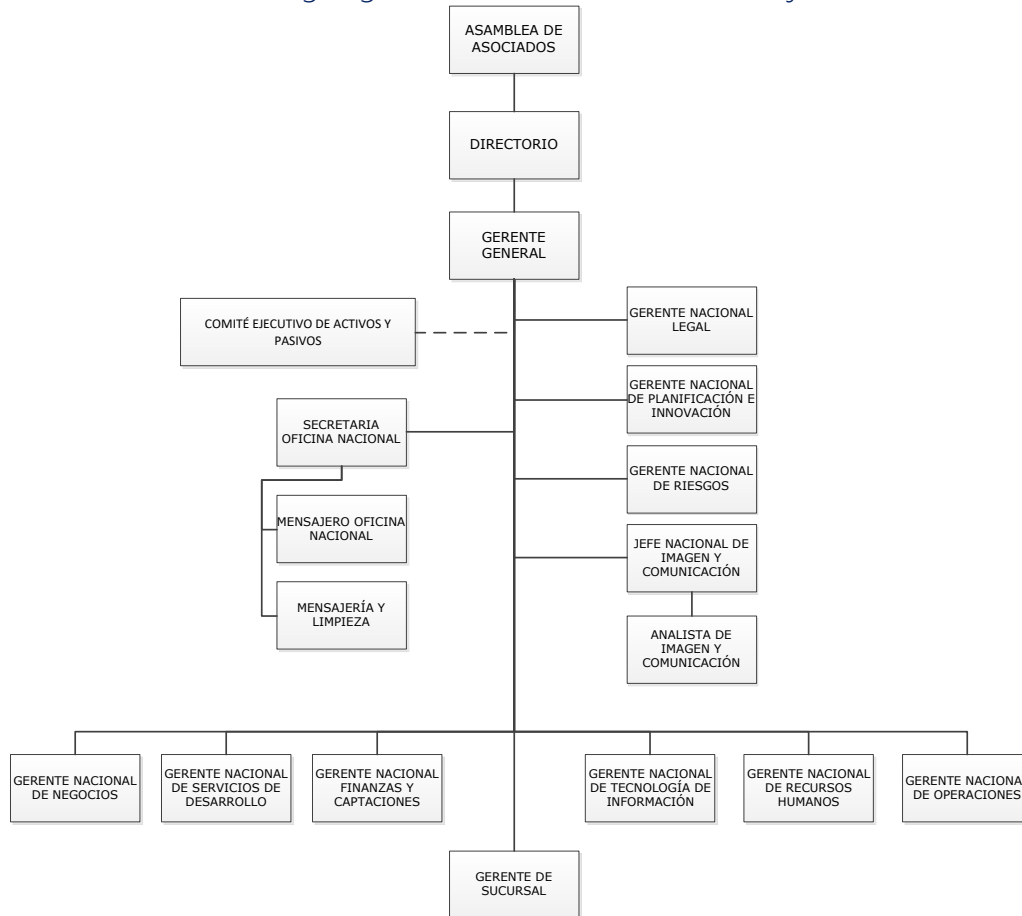 ASAMBLEA DE
ASOCIADOS
DIRECTORIO
GERENTE
GENERAL
COMITÉ EJECUTIVO DE ACTIVOS Y
PASIVOS
GERENTE NACIONAL
LEGAL
GERENTE NACIONAL
DE PLANIFICACIÓN E
INNOVACIÓN
SECRETARIA
OFICINA NACIONAL
GERENTE NACIONAL
DE RIESGOS
MENSAJERO OFICINA
NACIONAL
JEFE NACIONAL DE
IMAGEN Y
COMUNICACIÓN
MENSAJERÍA Y
LIMPIEZA
ANALISTA DE
IMAGEN Y
COMUNICACIÓN
GERENTE NACIONAL
DE NEGOCIOS
GERENTE NACIONAL
DE SERVICIOS DE
DESARROLLO
GERENTE NACIONAL
FINANZAS Y
CAPTACIONES
GERENTE NACIONAL
DE TECNOLOGÍA DE
INFORMACIÓN
GERENTE NACIONAL
DE RECURSOS
HUMANOS
GERENTE NACIONAL
DE OPERACIONES
GERENTE DE
SUCURSAL